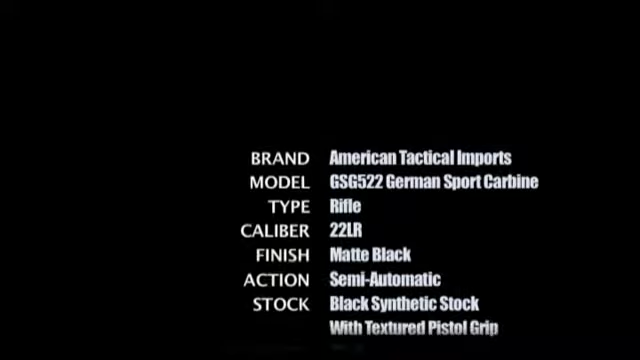 BRAND American Tactical Imports
MODEL GSG522 German Sport Carbine
TYPE Rifle
CALIBER 22LR
FINISH Matte Black
ACTION Semi-Automatic
STOCK Black Synthetic Stock
With Textured Pistol Grip